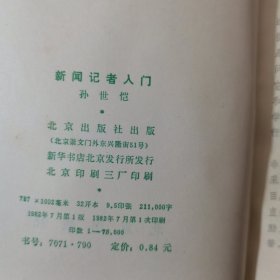 新闻记者入门
孙世恺
*
北京出版社出版
(北京崇文门外东兴隆街51号)
新华书店北京发行所发行
北京印刷三厂印刷
*
787×1092毫米 32开本 9.5印张 211,000字
1982年7月第1版 1982年7月第1次印刷
印数 1—78,000
书号：7071·790 定价：0.84元